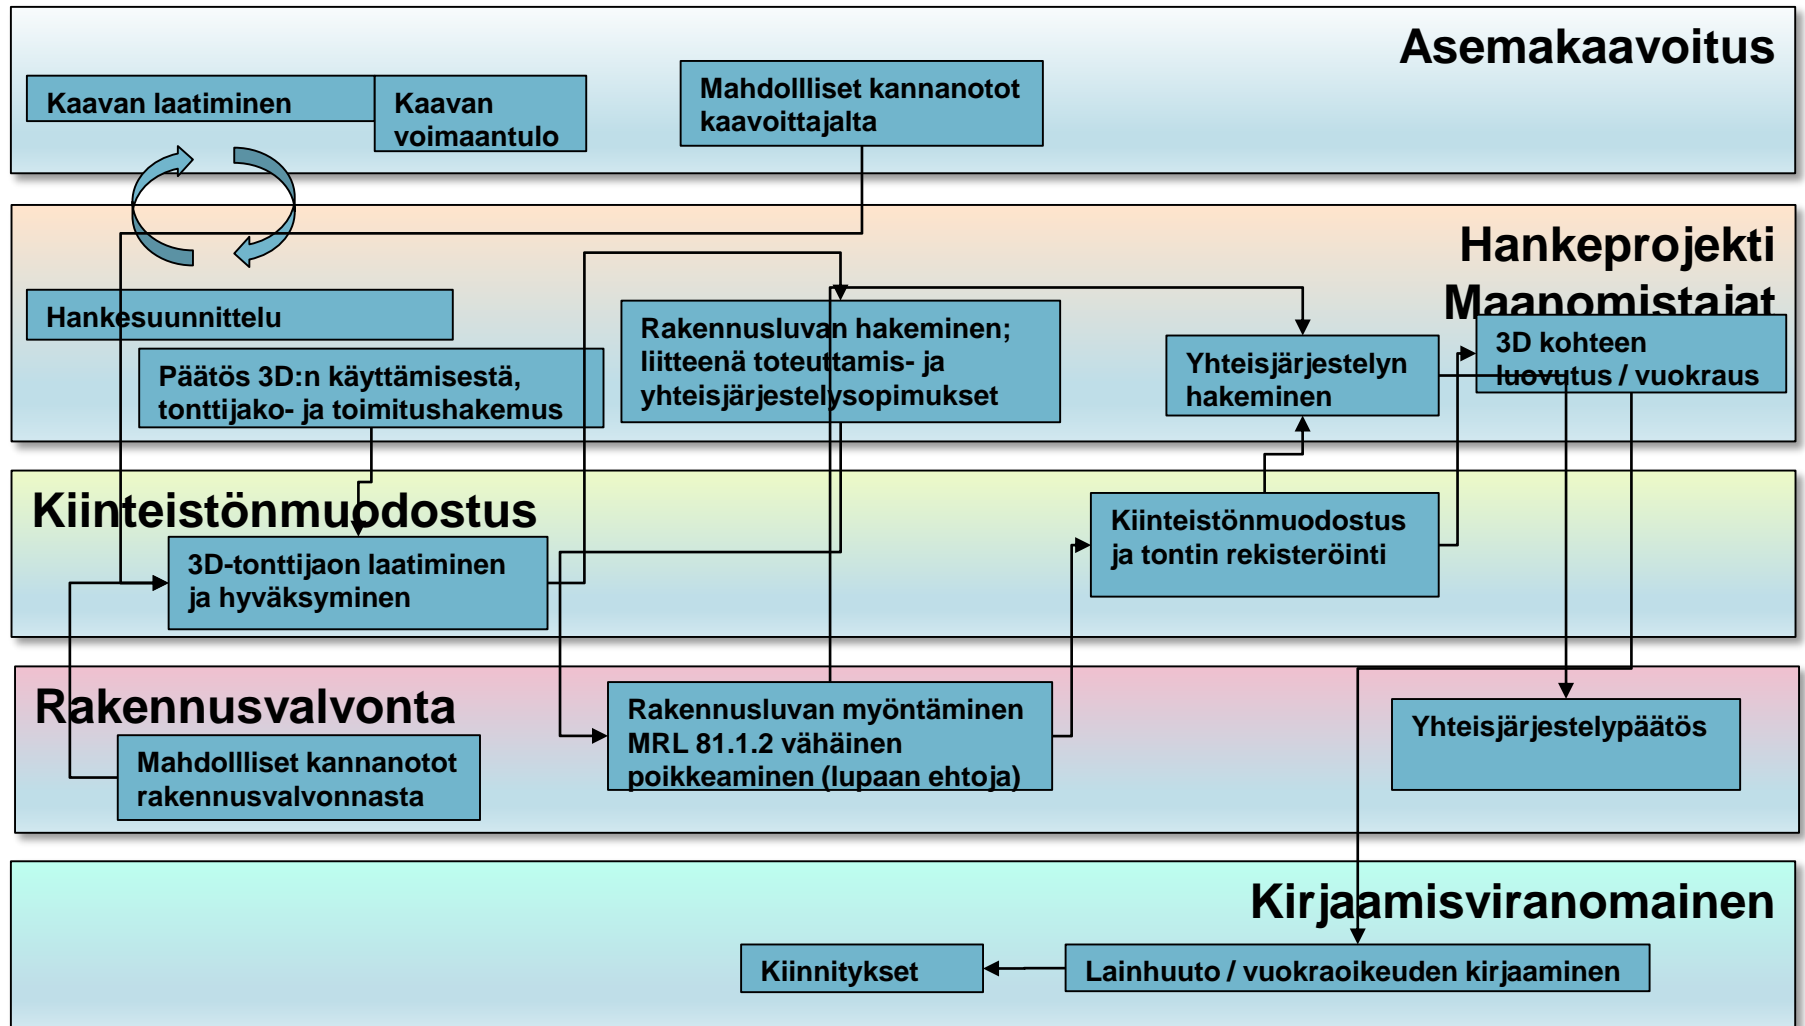 Asemakaavoitus
Kaavan laatiminen
Kaavan
voimaantulo
Mahdollliset kannanotot
kaavoittajalta
Hankeprojekti
Maanomistajat
Hankesuunnittelu
Päätös 3D:n käyttämisestä,
tonttijako- ja toimitushakemus
Rakennusluvan hakeminen;
liitteenä toteuttamis- ja
yhteisjärjestelysopimukset
Yhteisjärjestelyn
hakeminen
3D kohteen
luovutus / vuokraus
Kiinteistönmuodostus
3D-tonttijaon laatiminen
ja hyväksyminen
Kiinteistönmuodostus
ja tontin rekisteröinti
Rakennusvalvonta
Mahdollliset kannanotot
rakennusvalvonnasta
Rakennusluvan myöntäminen
MRL 81.1.2 vähäinen
poikkeaminen (lupaan ehtoja)
Yhteisjärjestelypäätös
Kirjaamisviranomainen
Kiinnitykset
Lainhuuto / vuokraoikeuden kirjaaminen